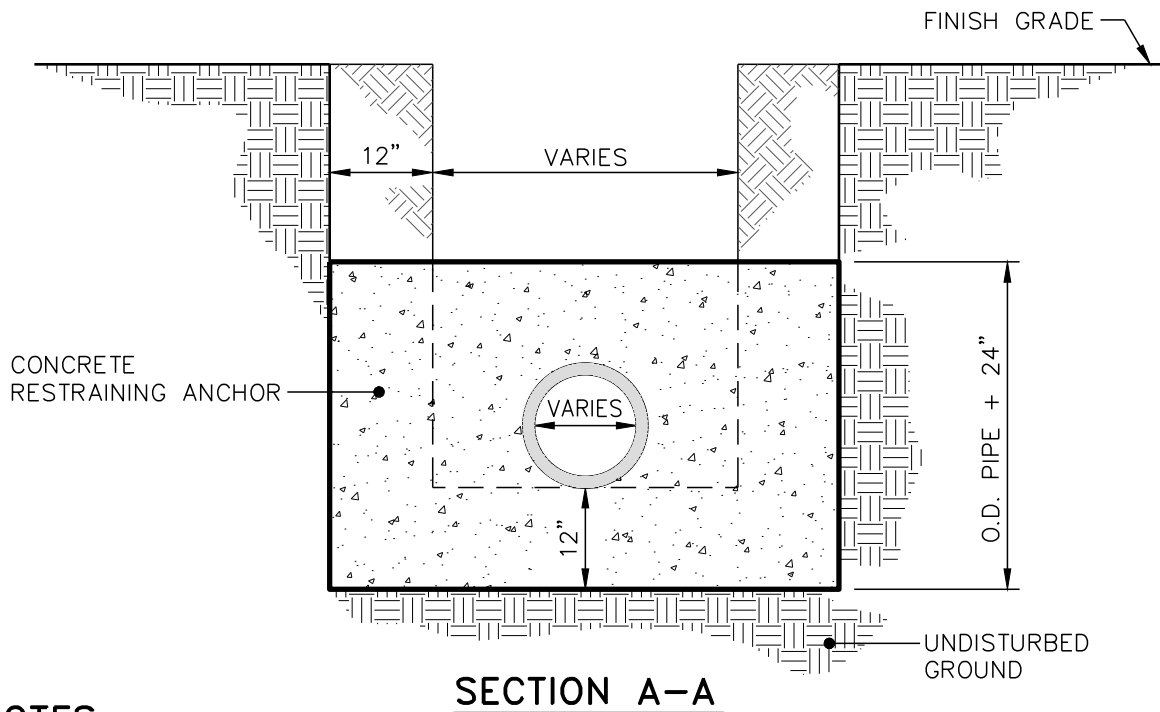 FINISH GRADE
12”
VARIES
CONCRETE
RESTRAINING ANCHOR
VARIES
12”
O.D. PIPE + 24”
UNDISTURBED
GROUND
SECTION A-A